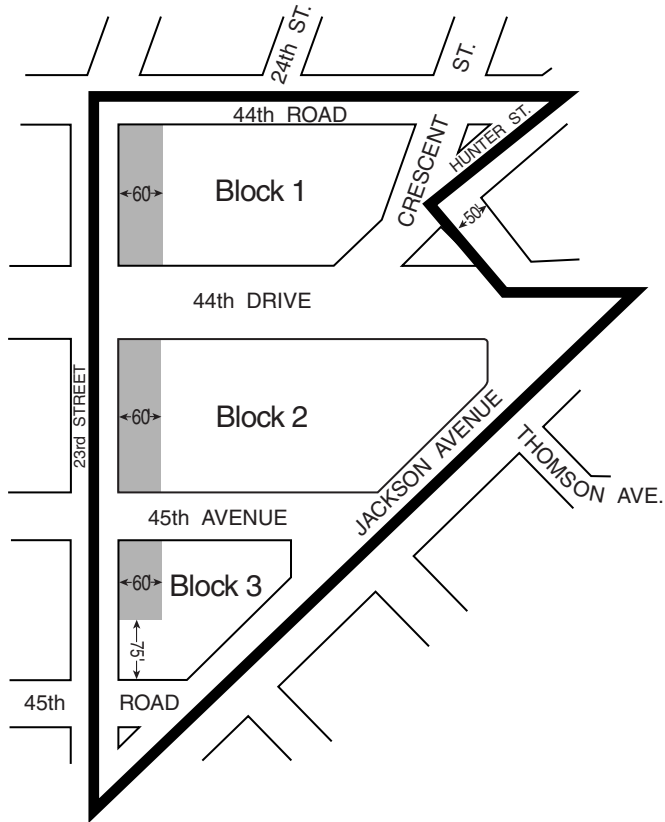 24th ST.
ST.
44th ROAD
HUNTER ST.
CRESCENT
60'
Block 1
50'
44th DRIVE
23rd STREET
60'
Block 2
JACKSON AVENUE
THOMSON AVE.
45th AVENUE
60'
Block 3
75'
45th ROAD